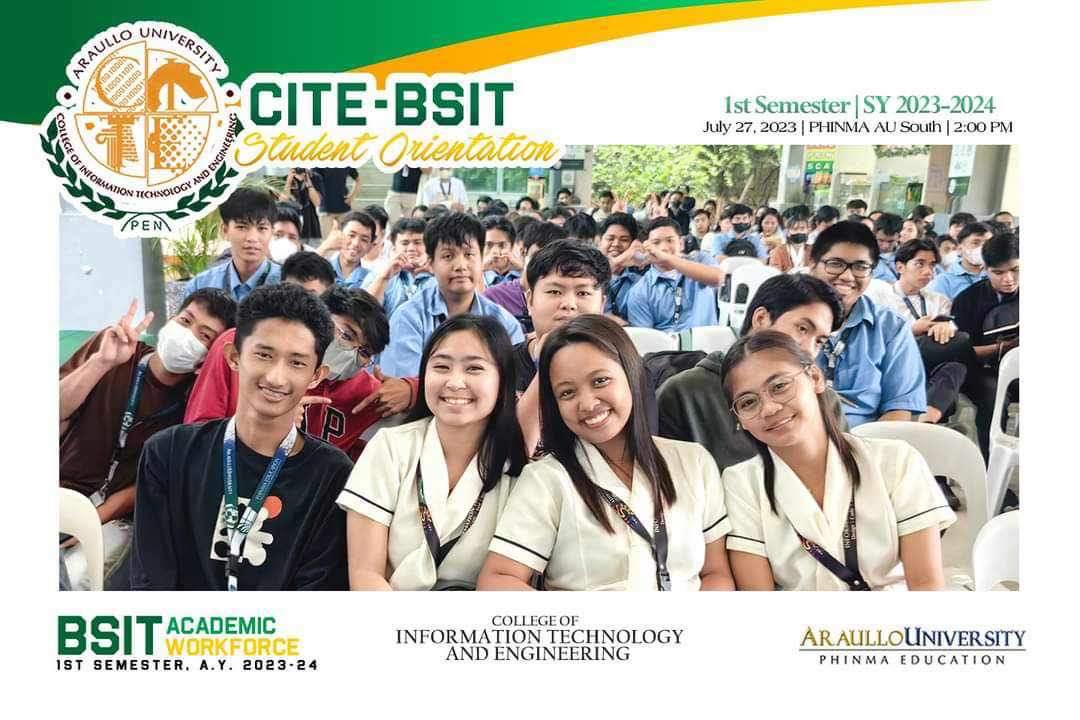 ARAULLO UNIVERSITY
COLLEGE OF INFORMATION TECHNOLOGY AND ENGINEERING
PEN
CITE-BSIT
Student Orientation
1st Semester | SY 2023-2024
July 27, 2023 | PHINMA AU South | 2:00 PM
BSIT ACADEMIC
WORKFORCE
1ST SEMESTER, A.Y. 2023-24
COLLEGE OF
INFORMATION TECHNOLOGY
AND ENGINEERING
ARAULLOUNIVERSITY
PHINMA EDUCATION